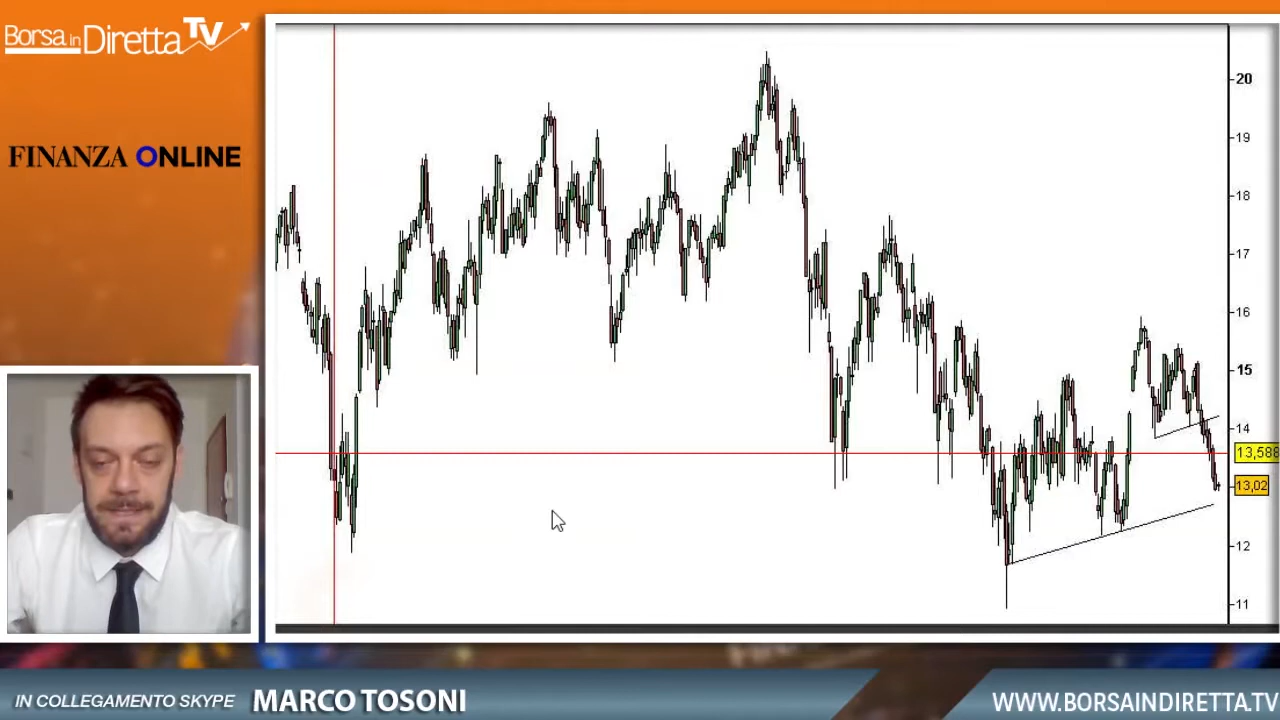 Borsa in Diretta TV
FINANZA ONLINE
20
19
18
17
16
15
14
13,588
13,02
12
11
IN COLLEGAMENTO SKYPE MARCO TOSONI
WWW.BORSAINDIRETTA.TV